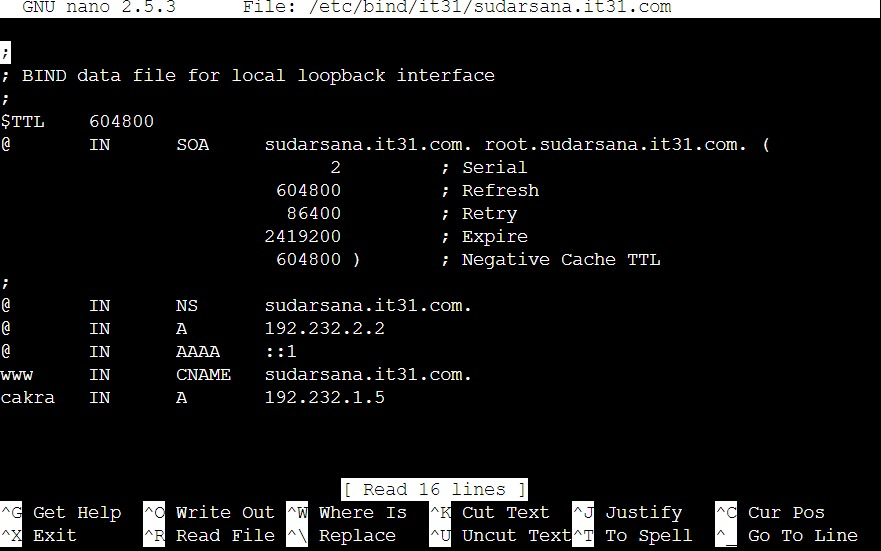 GNU nano 2.5.3      File: /etc/bind/it31/sudarsana.it31.com
;
; BIND data file for local loopback interface
;
$TTL    604800
@       IN      SOA     sudarsana.it31.com. root.sudarsana.it31.com. (
                              2         ; Serial
                         604800         ; Refresh
                          86400         ; Retry
                        2419200         ; Expire
                         604800 )       ; Negative Cache TTL
;
@       IN      NS      sudarsana.it31.com.
@       IN      A       192.232.2.2
@       IN      AAAA    ::1
www     IN      CNAME   sudarsana.it31.com.
cakra   IN      A       192.232.1.5
[ Read 16 lines ]
^G Get Help  ^O Write Out ^W Where Is  ^K Cut Text  ^J Justify   ^C Cur Pos
^X Exit      ^R Read File ^\ Replace   ^U Uncut Text^T To Spell  ^_ Go To Line